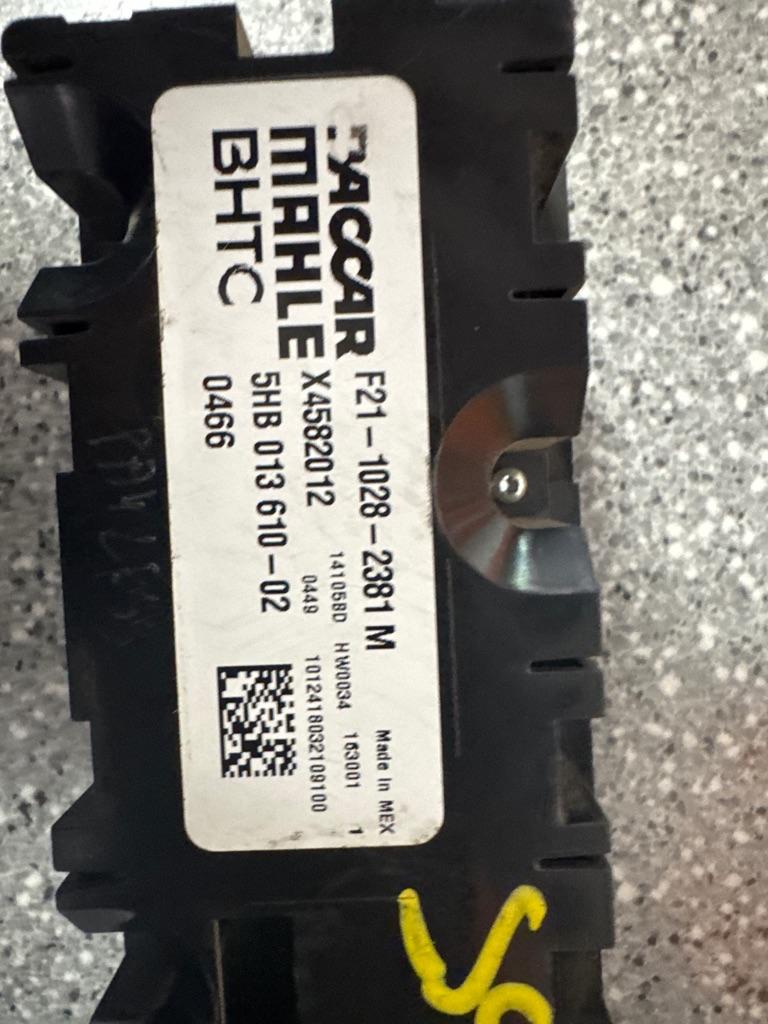 PACCAR F21-1028-2381 M Made In MEX
MAHLE X4582012 141058D HW0034 163001 1
BHTC 5HB 013 610-02 0449 1012418032109100
0466